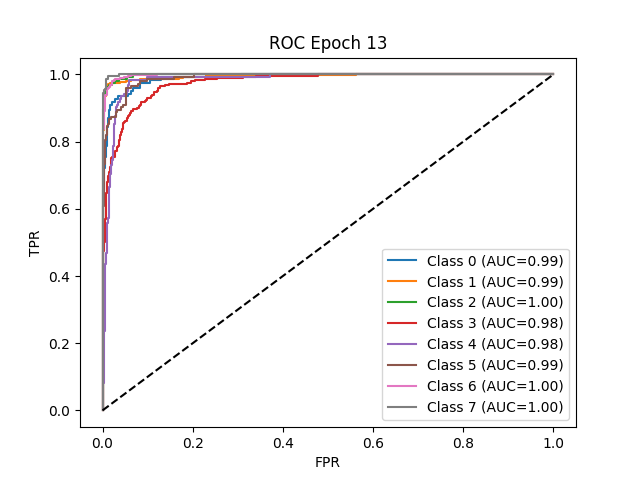 ROC Epoch 13
1.0
0.8
0.6
0.4
0.2
0.0
TPR
Class 0 (AUC=0.99)
Class 1 (AUC=0.99)
Class 2 (AUC=1.00)
Class 3 (AUC=0.98)
Class 4 (AUC=0.98)
Class 5 (AUC=0.99)
Class 6 (AUC=1.00)
Class 7 (AUC=1.00)
0.0 0.2 0.4 0.6 0.8 1.0
FPR